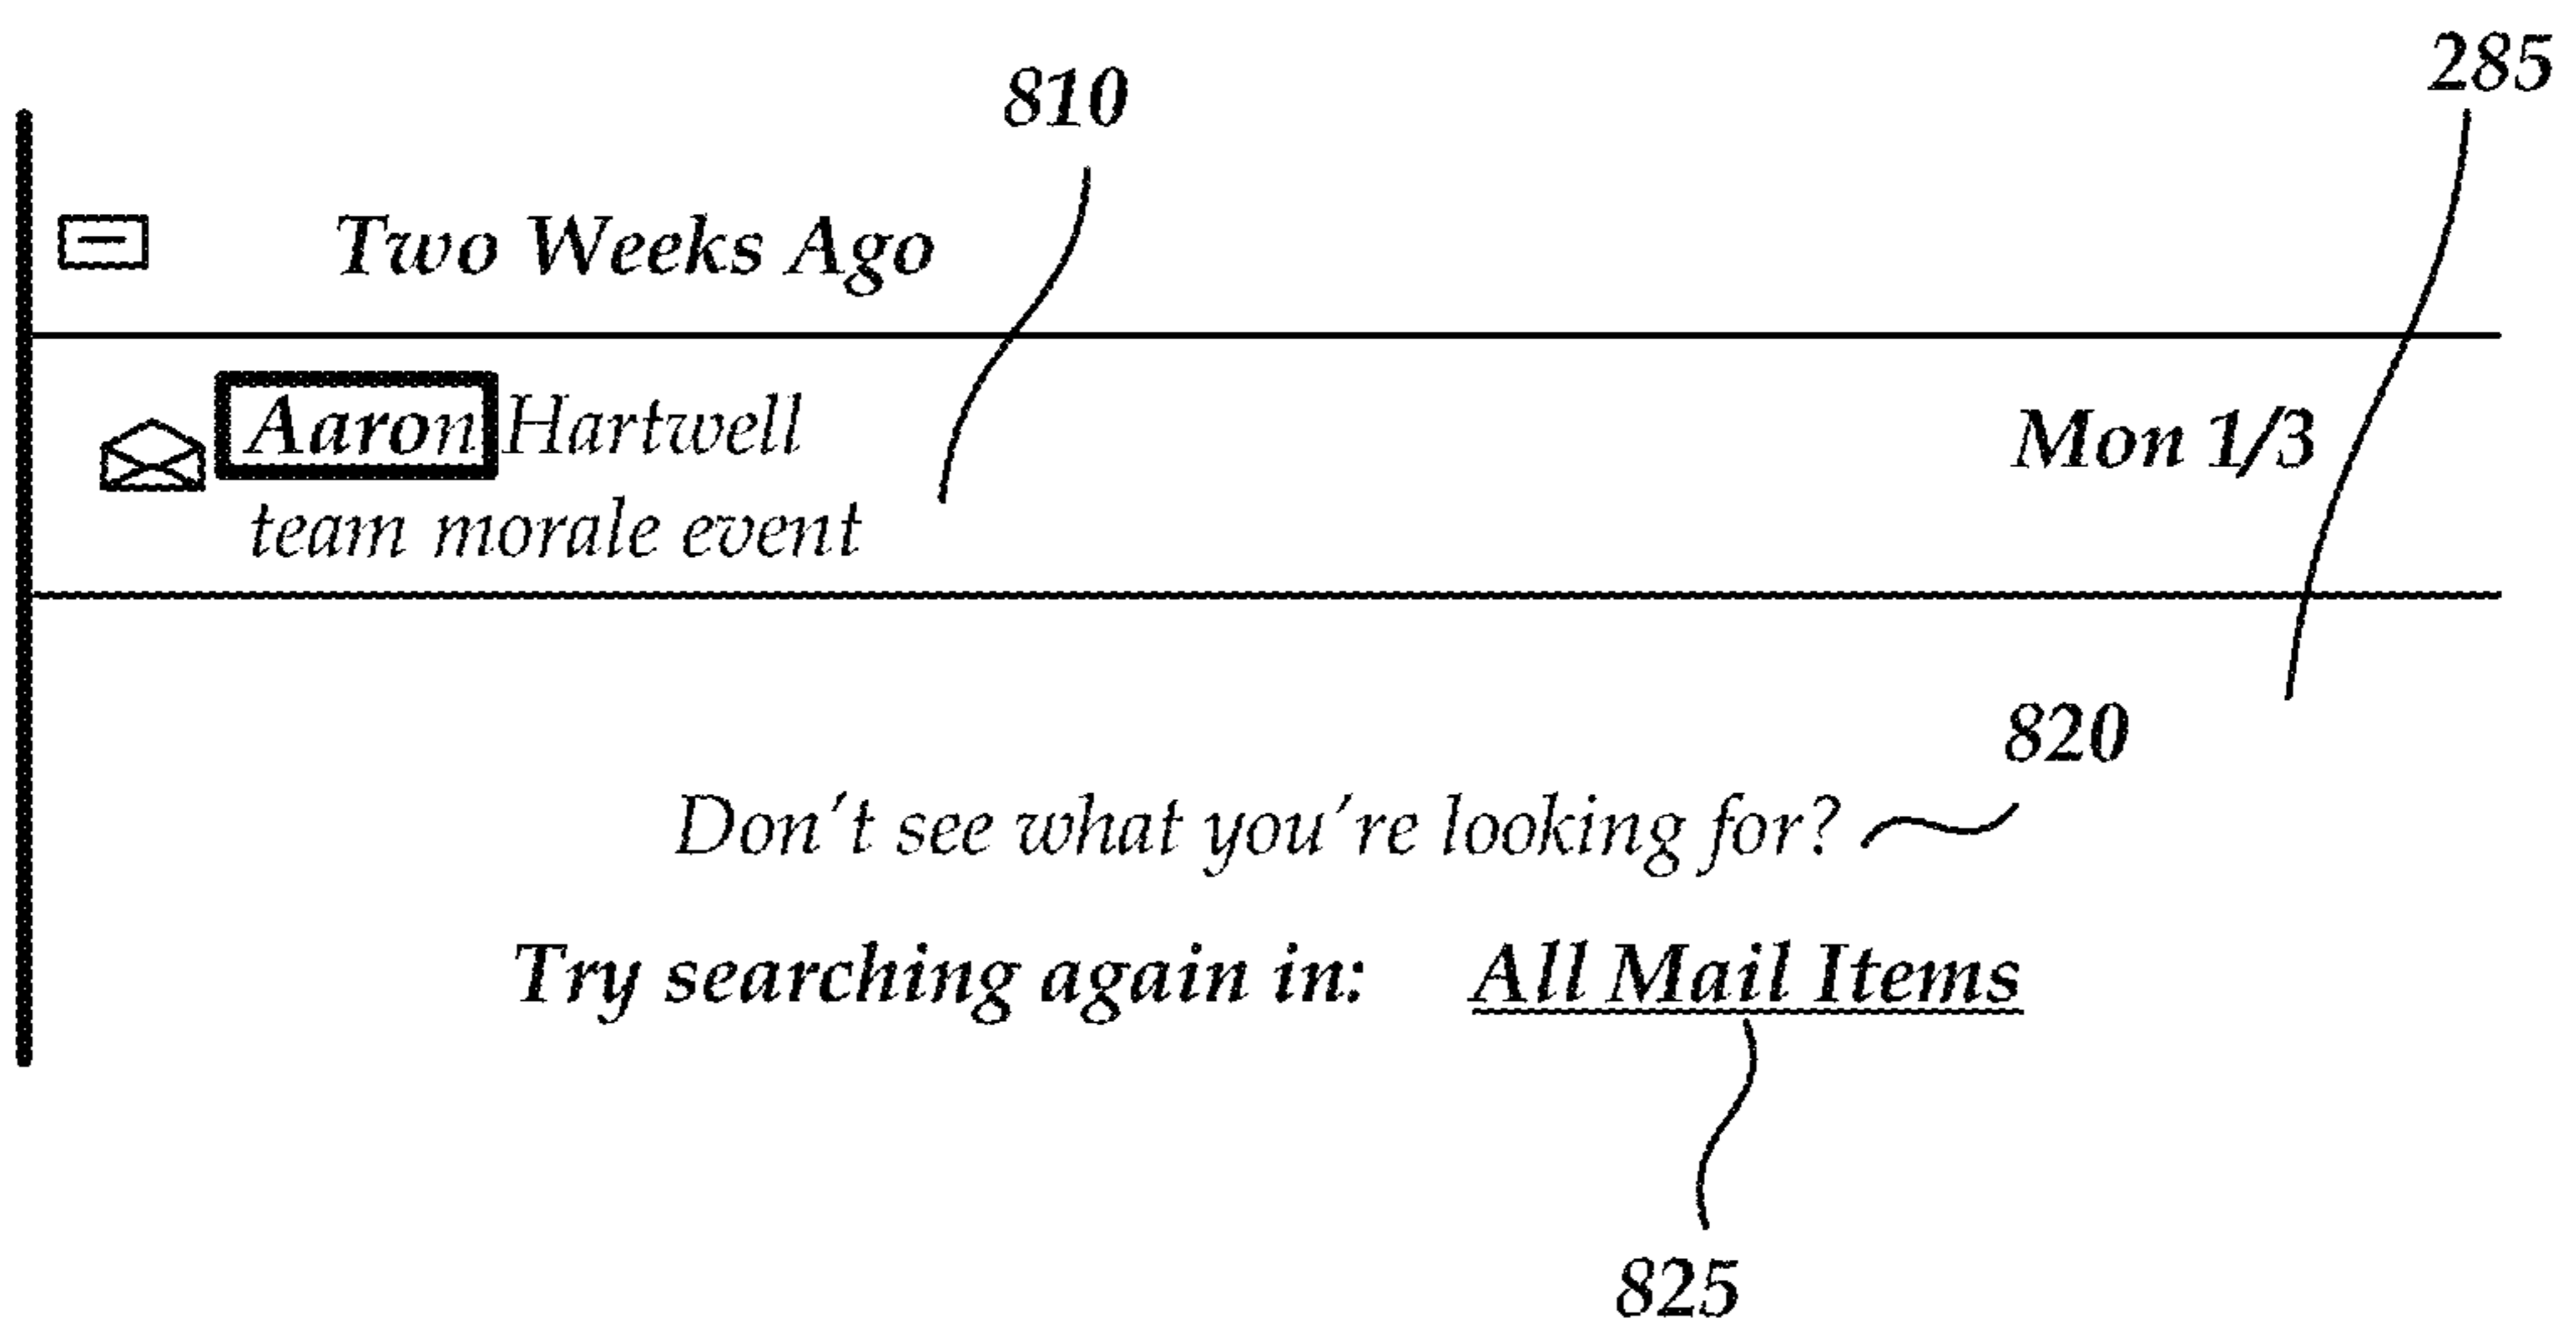 285
810
Two Weeks Ago
Aaron Hartwell
Mon 1/3
team morale event
820
Don't see what you're looking for?
Try searching again in: All Mail Items
825